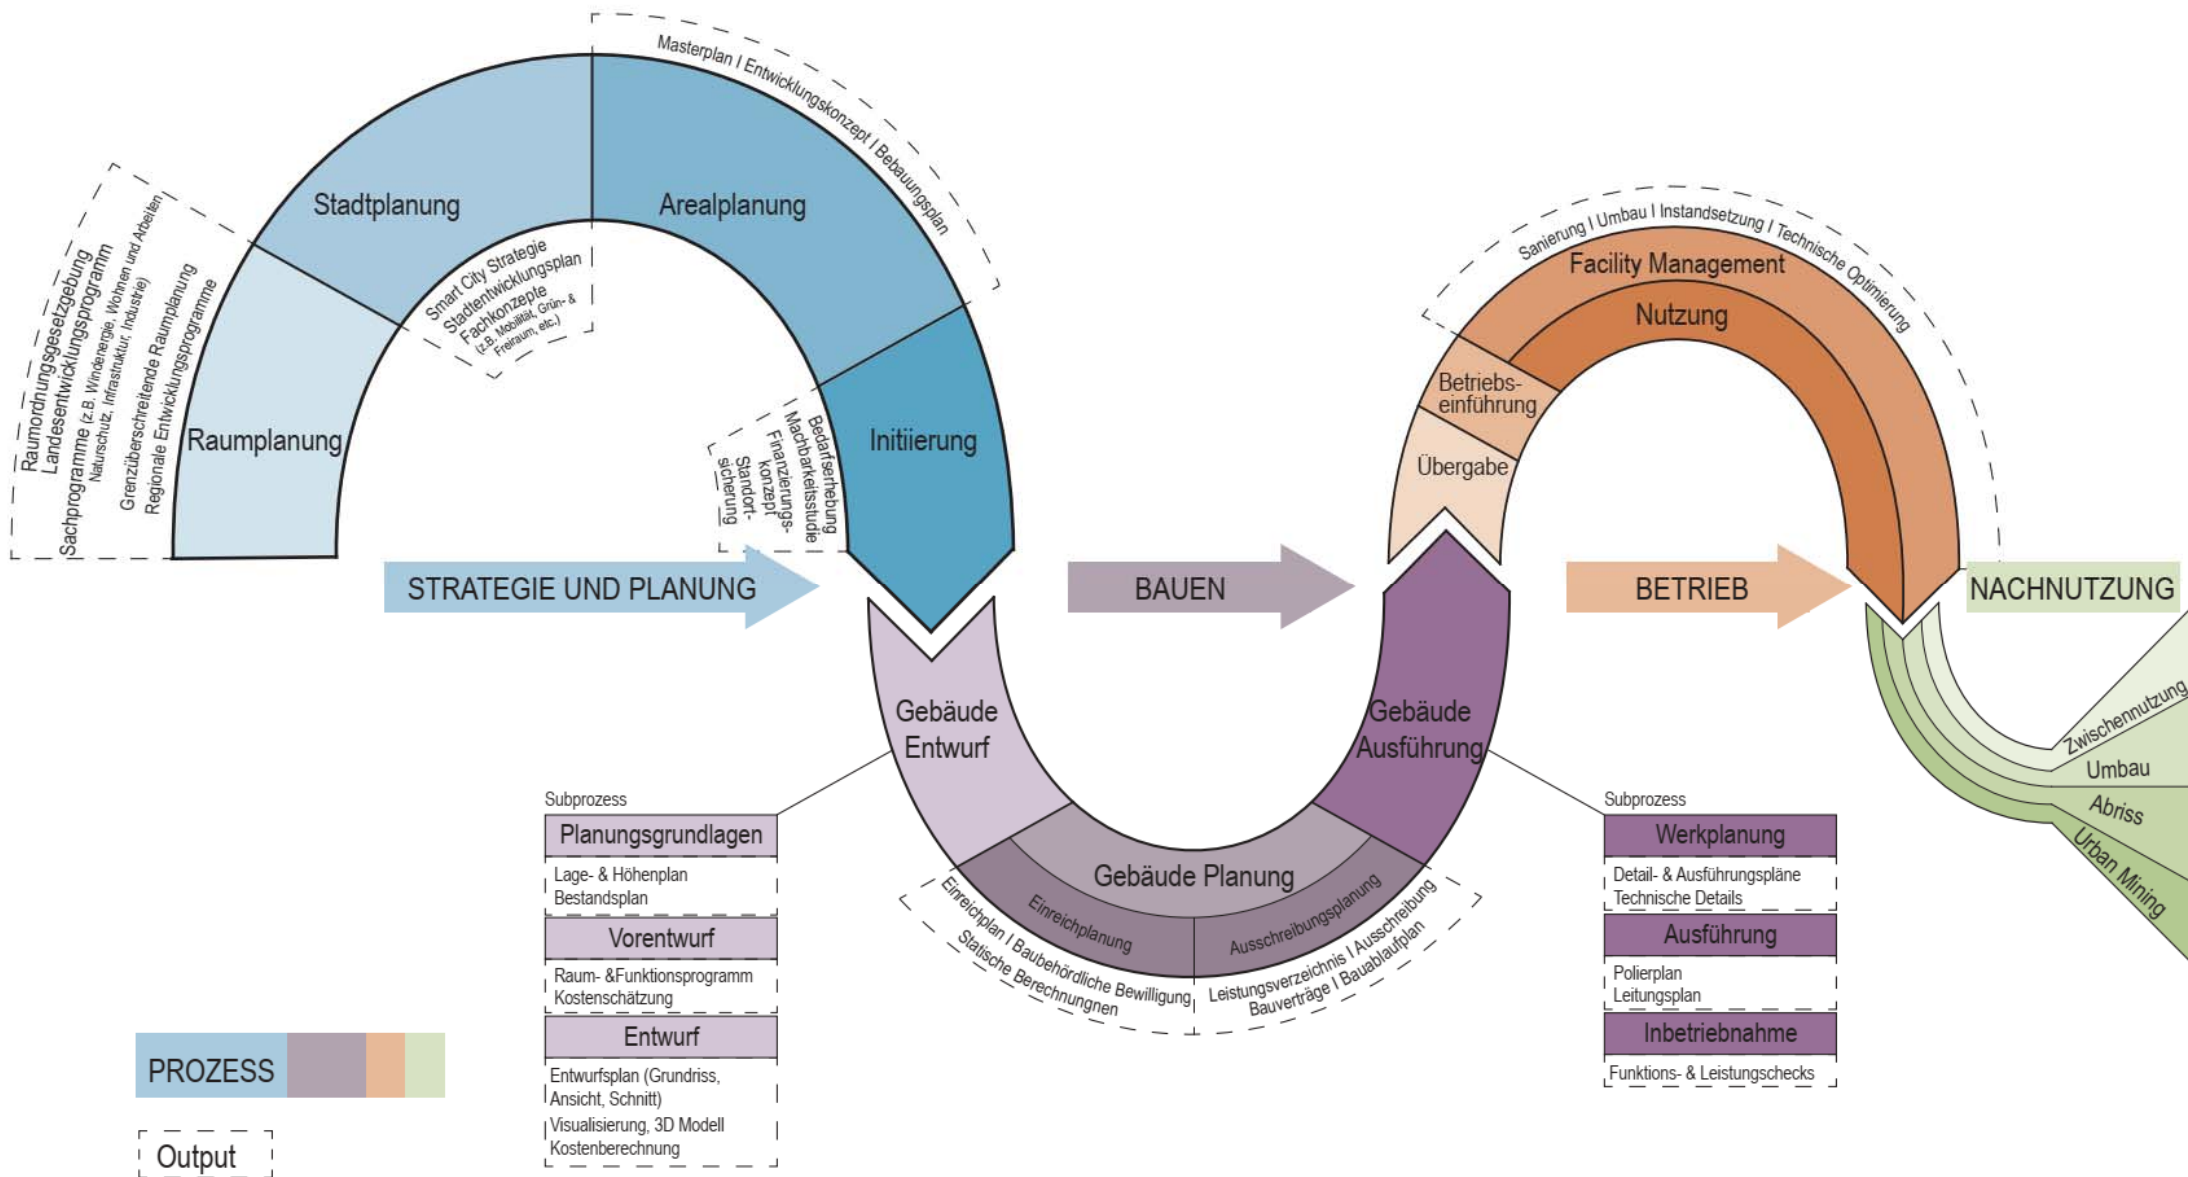 Raumordnungsgesetzgebung
Landesentwicklungsprogramm
Sachprogramme (z.B. Windenergie, Wohnen und Arbeiten
Naturschutz, Infrastruktur, Industrie)
Grenzüberschreitende Raumplanung
Regionale Entwicklungsprogramme
Raumplanung
Stadtplanung
Smart City Strategie
Stadtentwicklungsplan
Fachkonzepte
(z.B. Mobilität, Grün- &
Freiraum, etc.)
Arealplanung
Masterplan I Entwicklungskonzept I Bebauungsplan
Initiierung
Bedarfserhebung
Machbarkeitsstudie
Finanzierungs-
konzept
Standort-
sicherung
STRATEGIE UND PLANUNG
BAUEN
BETRIEB
NACHNUTZUNG
Gebäude
Entwurf
Subprozess
Planungsgrundlagen
Lage- & Höhenplan
Bestandsplan
Vorentwurf
Raum- &Funktionsprogramm
Kostenschätzung
Entwurf
Entwurfsplan (Grundriss,
Ansicht, Schnitt)
Visualisierung, 3D Modell
Kostenberechnung
Gebäude Planung
Einreichplanung
Ausschreibungsplanung
Einreichplan I Baubehördliche Bewilligung
Statische Berechnungnen
Leistungsverzeichnis I Ausschreibung
Bauverträge I Bauablaufplan
Gebäude
Ausführung
Subprozess
Werkplanung
Detail- & Ausführungspläne
Technische Details
Ausführung
Polierplan
Leitungsplan
Inbetriebnahme
Funktions- & Leistungschecks
Übergabe
Betriebs-
einführung
Sanierung I Umbau I Instandsetzung I Technische Optimierung
Facility Management
Nutzung
Zwischennutzung
Umbau
Abriss
Urban Mining
PROZESS
Output